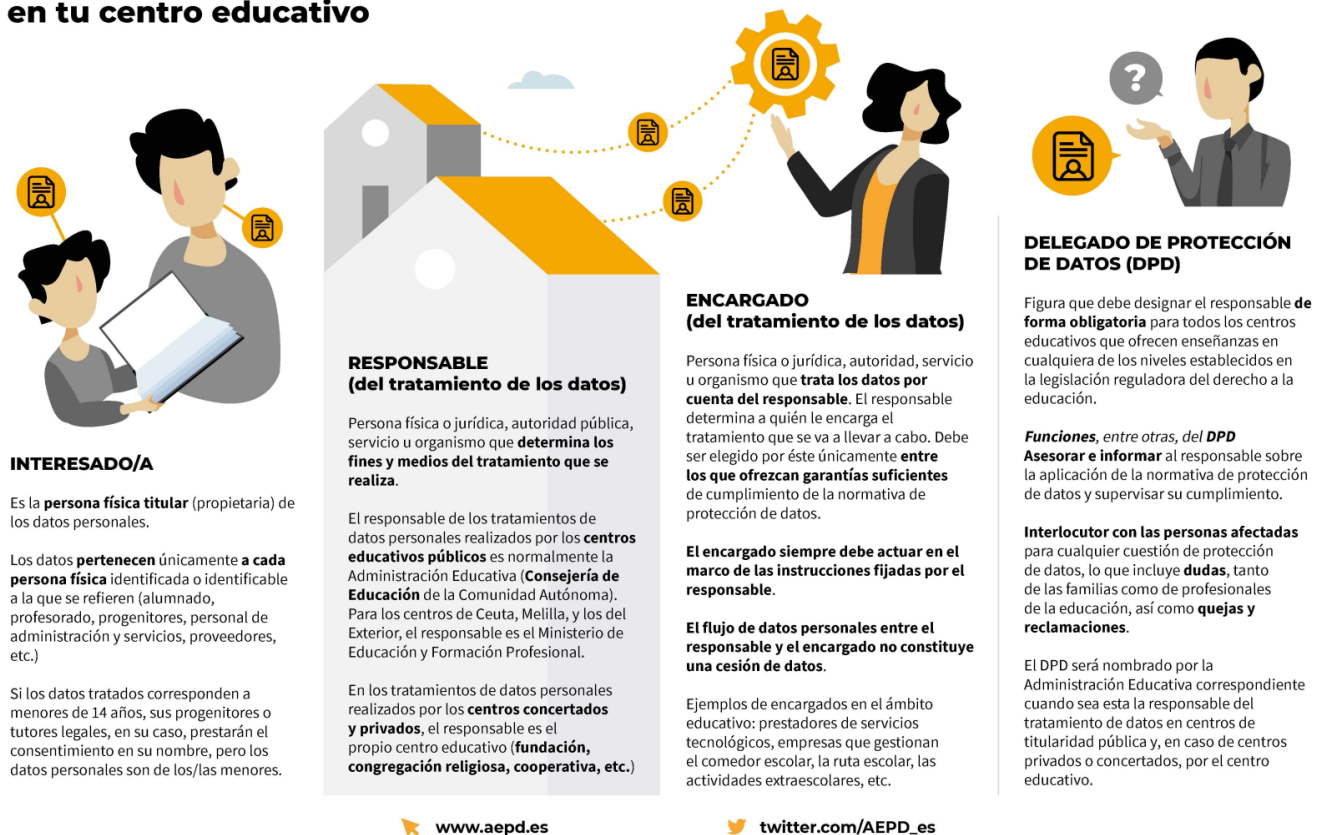 en tu centro educativo
?
INTERESADO/A
Es la persona física titular (propietaria) de
los datos personales.
Los datos pertenecen únicamente a cada
persona física identificada o identificable
a la que se refieren (alumnado,
profesorado, progenitores, personal de
administración y servicios, proveedores,
etc.)
Si los datos tratados corresponden a
menores de 14 años, sus progenitores o
tutores legales, en su caso, prestarán el
consentimiento en su nombre, pero los
datos personales son de los/las menores.
RESPONSABLE
(del tratamiento de los datos)
Persona física o jurídica, autoridad pública,
servicio u organismo que determina los
fines y medios del tratamiento que se
realiza.
El responsable de los tratamientos de
datos personales realizados por los centros
educativos públicos es normalmente la
Administración Educativa (Consejería de
Educación de la Comunidad Autónoma).
Para los centros de Ceuta, Melilla, y los del
Exterior, el responsable es el Ministerio de
Educación y Formación Profesional.
En los tratamientos de datos personales
realizados por los centros concertados
y privados, el responsable es el
propio centro educativo (fundación,
congregación religiosa, cooperativa, etc.)
ENCARGADO
(del tratamiento de los datos)
Persona física o jurídica, autoridad, servicio
u organismo que trata los datos por
cuenta del responsable. El responsable
determina a quién le encarga el
tratamiento que se va a llevar a cabo. Debe
ser elegido por éste únicamente entre
los que ofrezcan garantías suficientes
de cumplimiento de la normativa de
protección de datos.
El encargado siempre debe actuar en el
marco de las instrucciones fijadas por el
responsable.
El flujo de datos personales entre el
responsable y el encargado no constituye
una cesión de datos.
Ejemplos de encargados en el ámbito
educativo: prestadores de servicios
tecnológicos, empresas que gestionan
el comedor escolar, la ruta escolar, las
actividades extraescolares, etc.
DELEGADO DE PROTECCIÓN
DE DATOS (DPD)
Figura que debe designar el responsable de
forma obligatoria para todos los centros
educativos que ofrecen enseñanzas en
cualquiera de los niveles establecidos en
la legislación reguladora del derecho a la
educación.
Funciones, entre otras, del DPD
Asesorar e informar al responsable sobre
la aplicación de la normativa de protección
de datos y supervisar su cumplimiento.
Interlocutor con las personas afectadas
para cualquier cuestión de protección
de datos, lo que incluye dudas, tanto
de las familias como de profesionales
de la educación, así como quejas y
reclamaciones.
El DPD será nombrado por la
Administración Educativa correspondiente
cuando sea esta la responsable del
tratamiento de datos en centros de
titularidad pública y, en caso de centros
privados o concertados, por el centro
educativo.
www.aepd.es
twitter.com/AEPD_es